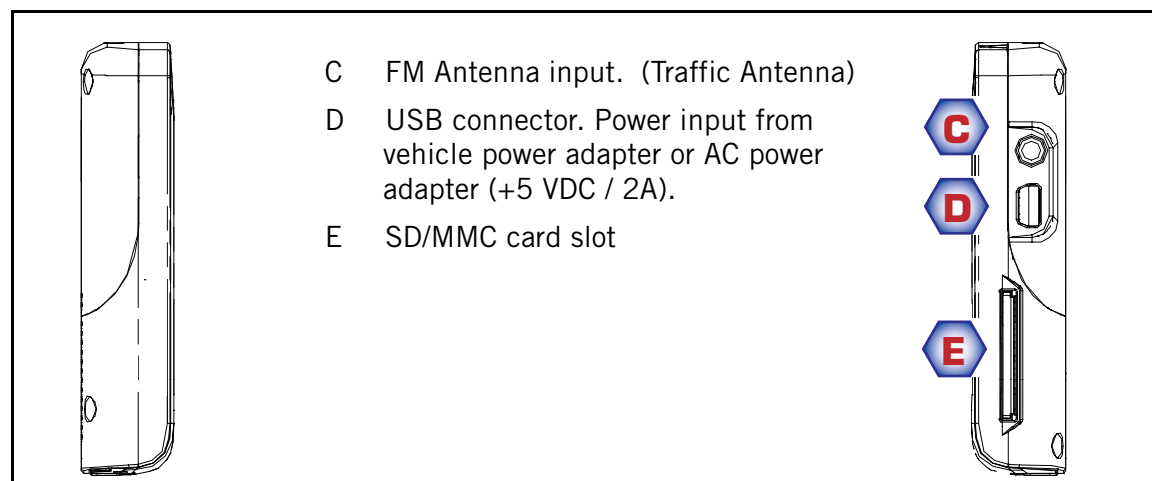 C FM Antenna input. (Traffic Antenna)
D USB connector. Power input from
vehicle power adapter or AC power
adapter (+5 VDC / 2A).
E SD/MMC card slot
C
D
E